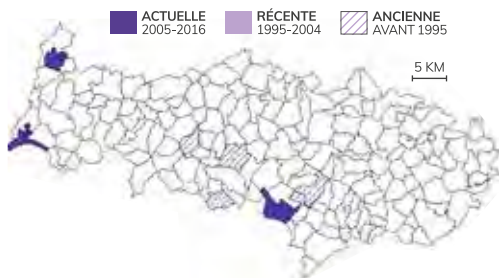 ACTUELLE
2005-2016
RÉCENTE
1995-2004
ANCIENNE
AVANT 1995
5 KM